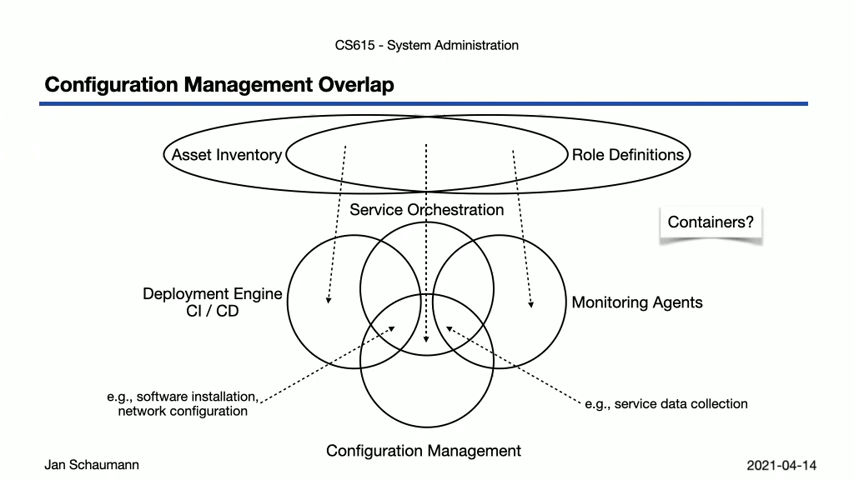 CS615 - System Administration
Configuration Management Overlap
Asset Inventory
Role Definitions
Service Orchestration
Containers?
Deployment Engine
CI / CD
Monitoring Agents
e.g., software installation,
network configuration
e.g., service data collection
Configuration Management
Jan Schaumann
2021-04-14